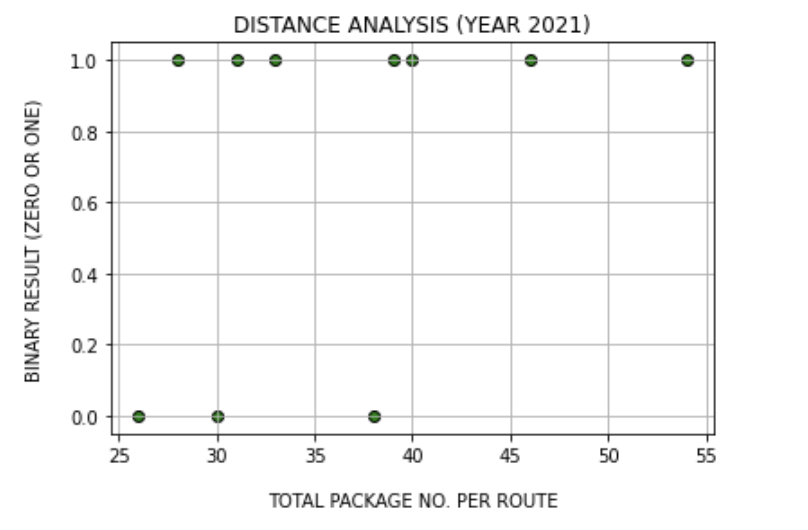 DISTANCE ANALYSIS (YEAR 2021)
1.0
0.8
0.6
0.4
0.2
0.0
BINARY RESULT (ZERO OR ONE)
25 30 35 40 45 50 55
TOTAL PACKAGE NO. PER ROUTE